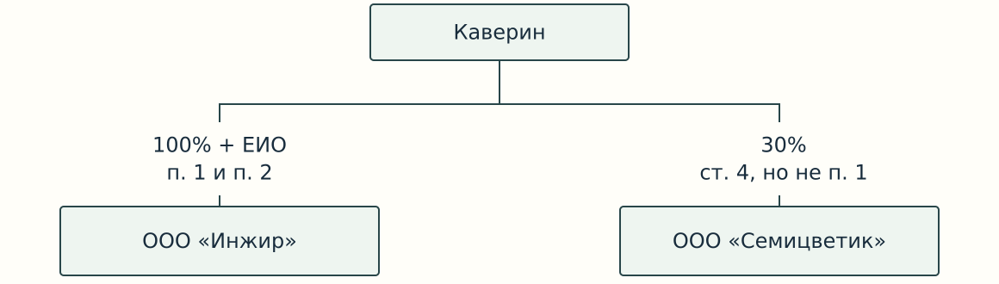 Каверин
100% + ЕИО
п. 1 и п. 2
30%
ст. 4, но не п. 1
ООО «Инжир»
ООО «Семицветик»